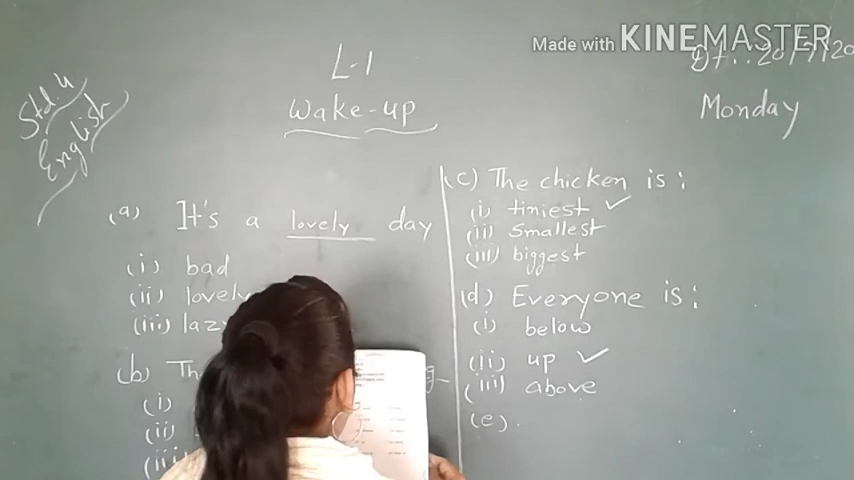 Made with KINEMASTER
Std. 4
English
L-1
Wake-up
Monday
(a) It's a lovely day
(i) bad
(ii) lovely
(iii) lazy
(b) Th
(i)
(ii)
(iii)
(c) The chicken is :
(i) tiniest ✓
(ii) smallest
(iii) biggest
(d) Everyone is :
(i) below
(ii) up ✓
(iii) above
(e) .